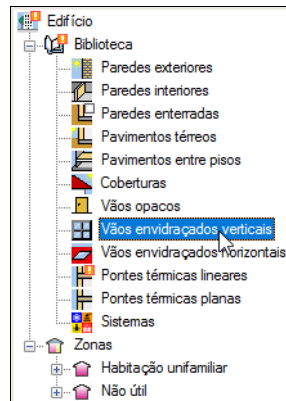 Edifício
Biblioteca
Paredes exteriores
Paredes interiores
Paredes enterradas
Pavimentos térreos
Pavimentos entre pisos
Coberturas
Vãos opacos
Vãos envidraçados verticais
Vãos envidraçados horizontais
Pontes térmicas lineares
Pontes térmicas planas
Sistemas
Zonas
Habitação unifamiliar
Não útil